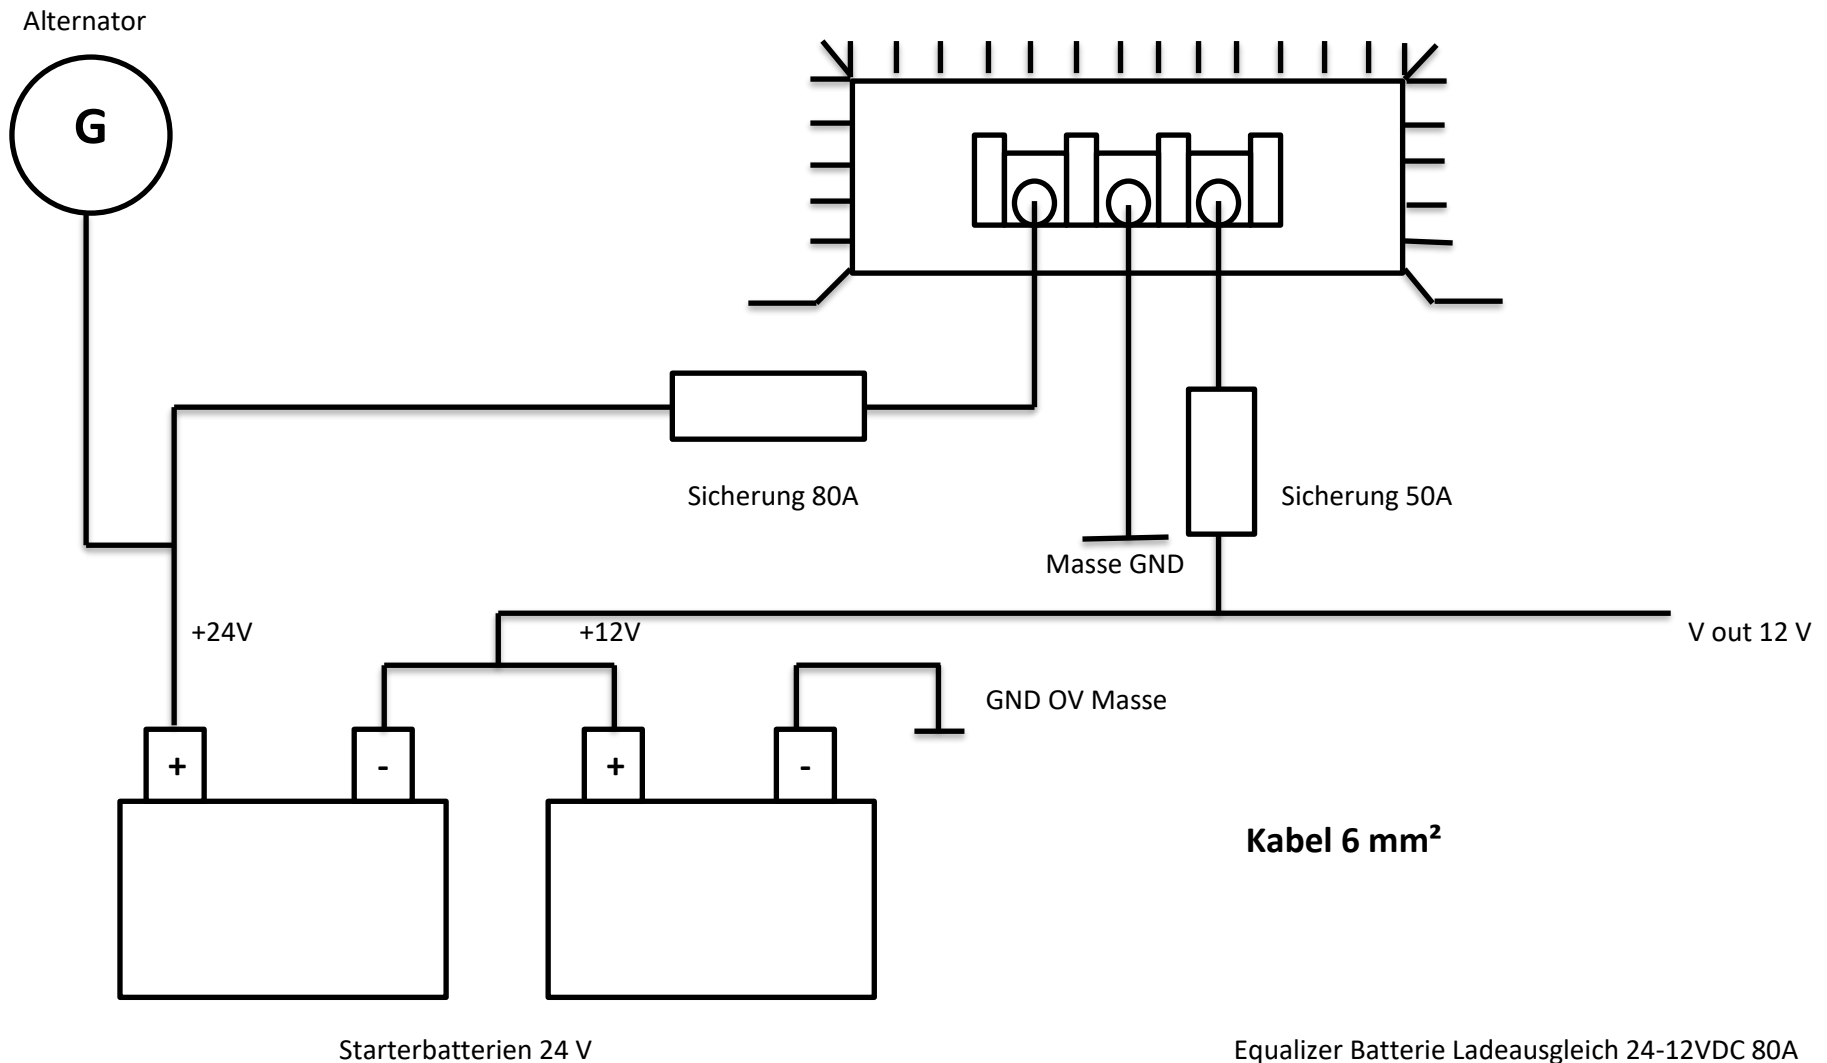 Alternator
G
Sicherung 80A
Sicherung 50A
Masse GND
+24V
+12V
V out 12 V
GND OV Masse
+
-
+
-
Kabel 6 mm²
Starterbatterien 24 V
Equalizer Batterie Ladeausgleich 24-12VDC 80A